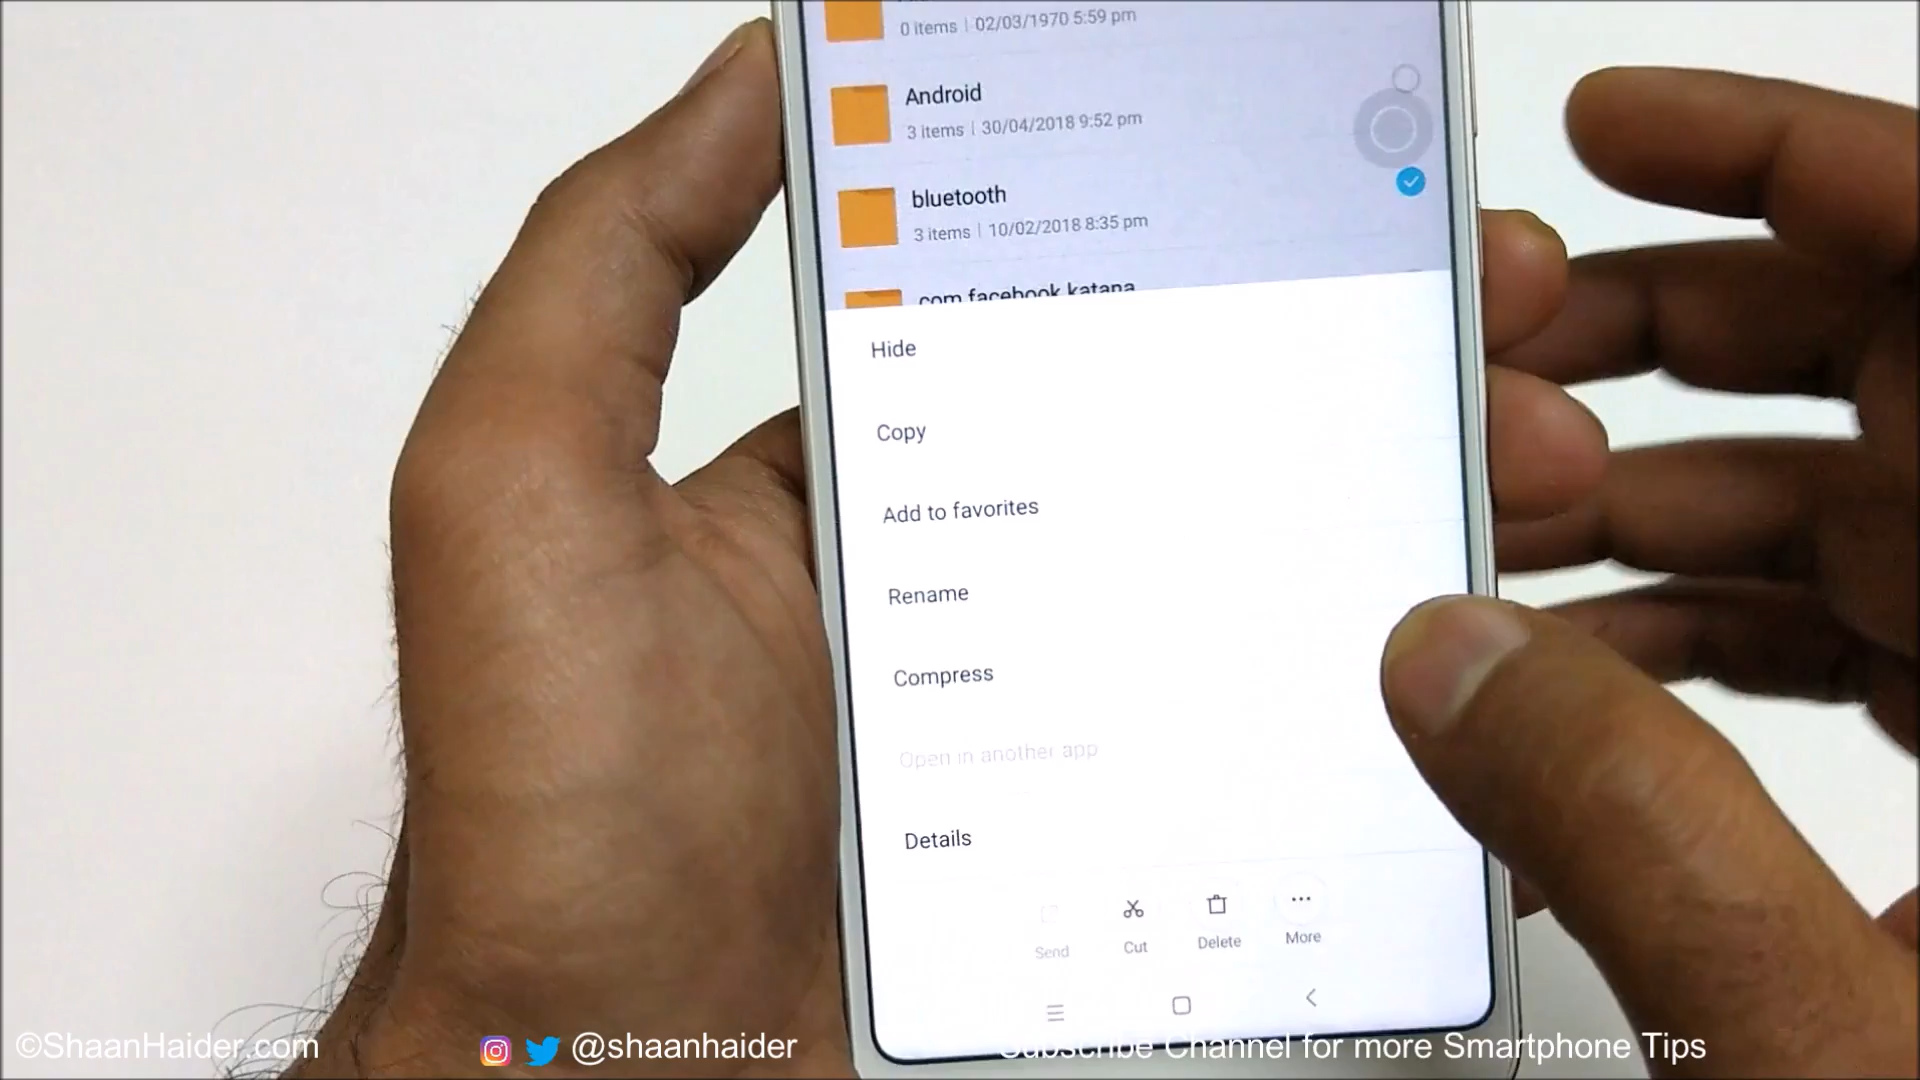 0 items | 02/03/1970 5:59 pm
Android
3 items | 30/04/2018 9:52 pm
bluetooth
3 items | 10/02/2018 8:35 pm
com.facebook.katana
Hide
Copy
Add to favorites
Rename
Compress
Open in another app
Details
Send
Cut
Delete
More
©ShaanHaider.com
@shaanhaider
Subscribe Channel for more Smartphone Tips